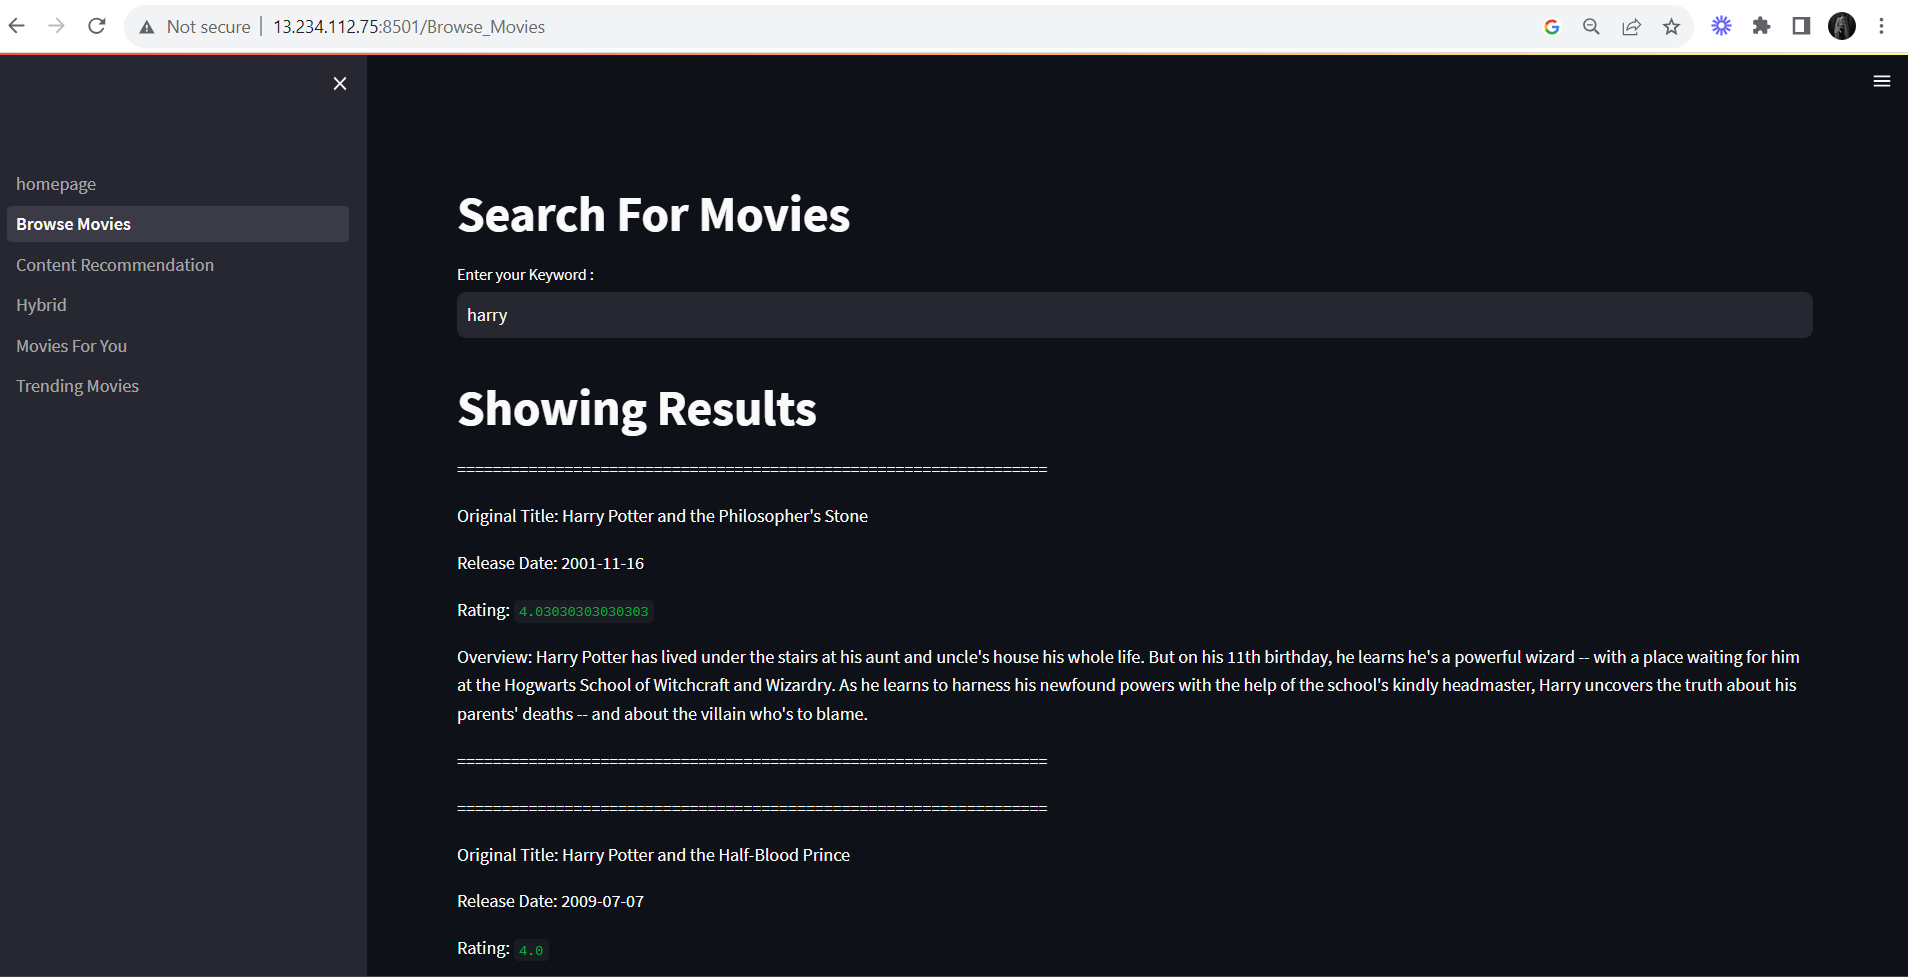 Not secure | 13.234.112.75:8501/Browse_Movies
homepage
Browse Movies
Content Recommendation
Hybrid
Movies For You
Trending Movies
Search For Movies
Enter your Keyword :
harry
Showing Results
==================================================================
Original Title: Harry Potter and the Philosopher's Stone
Release Date: 2001-11-16
Rating: 4.03030303030303
Overview: Harry Potter has lived under the stairs at his aunt and uncle's house his whole life. But on his 11th birthday, he learns he's a powerful wizard -- with a place waiting for him
at the Hogwarts School of Witchcraft and Wizardry. As he learns to harness his newfound powers with the help of the school's kindly headmaster, Harry uncovers the truth about his
parents' deaths -- and about the villain who's to blame.
==================================================================
==================================================================
Original Title: Harry Potter and the Half-Blood Prince
Release Date: 2009-07-07
Rating: 4.0